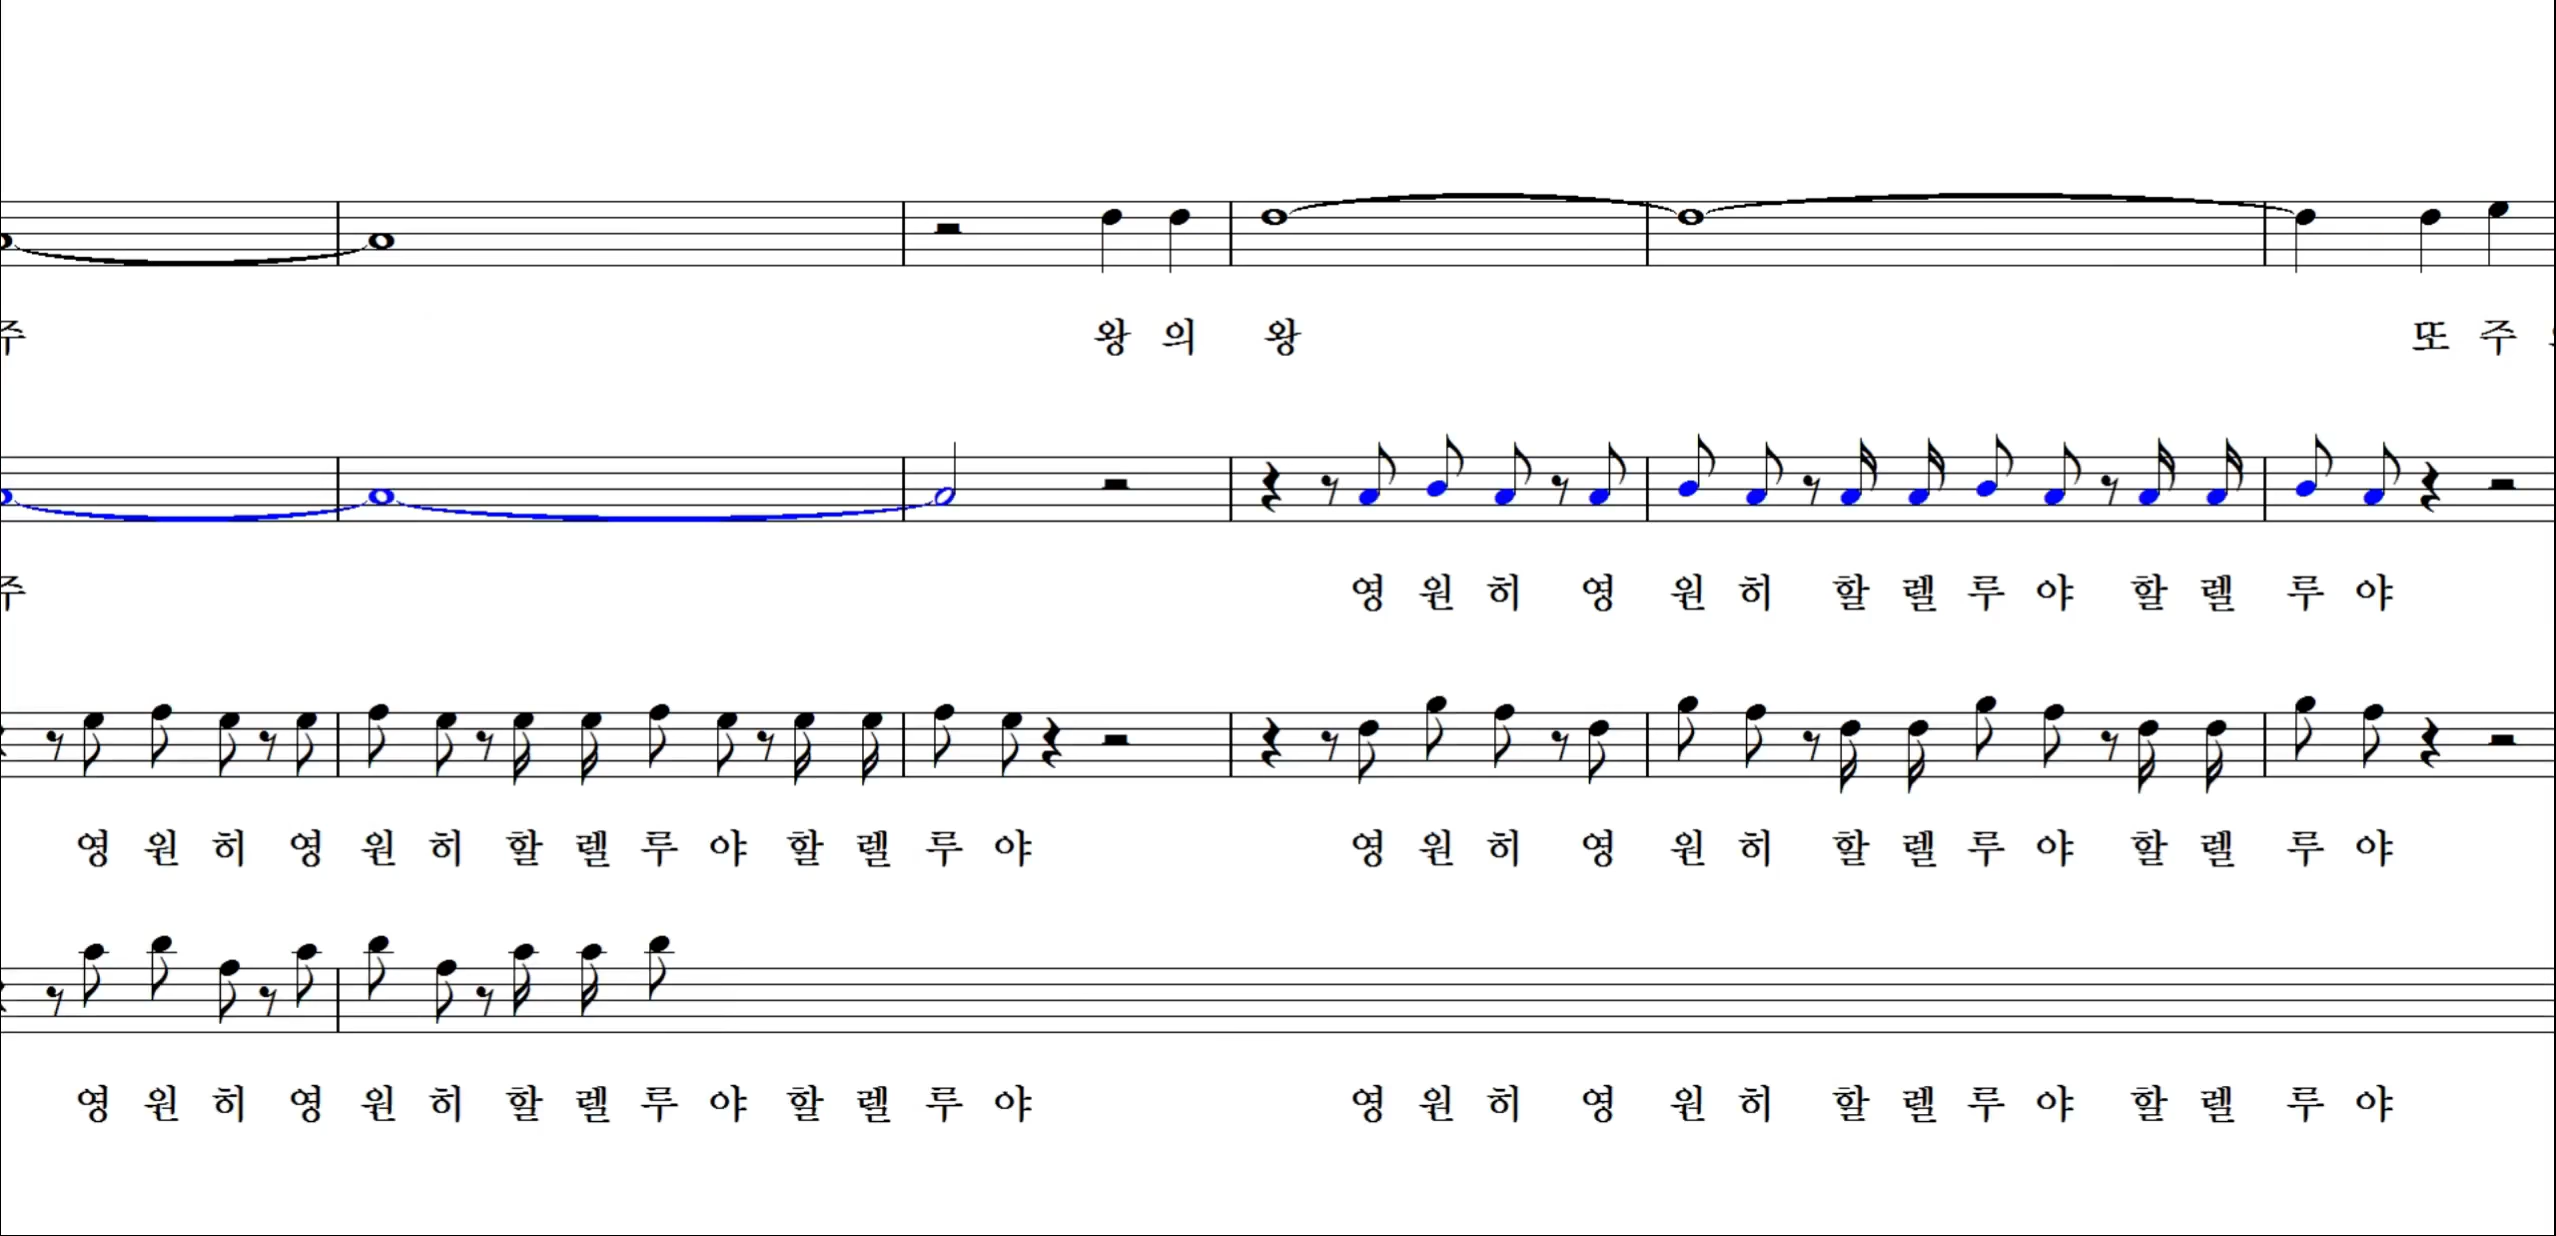 주 왕 의 왕 또 주
주 영 원 히 영 원 히 할 렐 루 야 할 렐 루 야
영 원 히 영 원 히 할 렐 루 야 할 렐 루 야 영 원 히 영 원 히 할 렐 루 야 할 렐 루 야
영 원 히 영 원 히 할 렐 루 야 할 렐 루 야 영 원 히 영 원 히 할 렐 루 야 할 렐 루 야